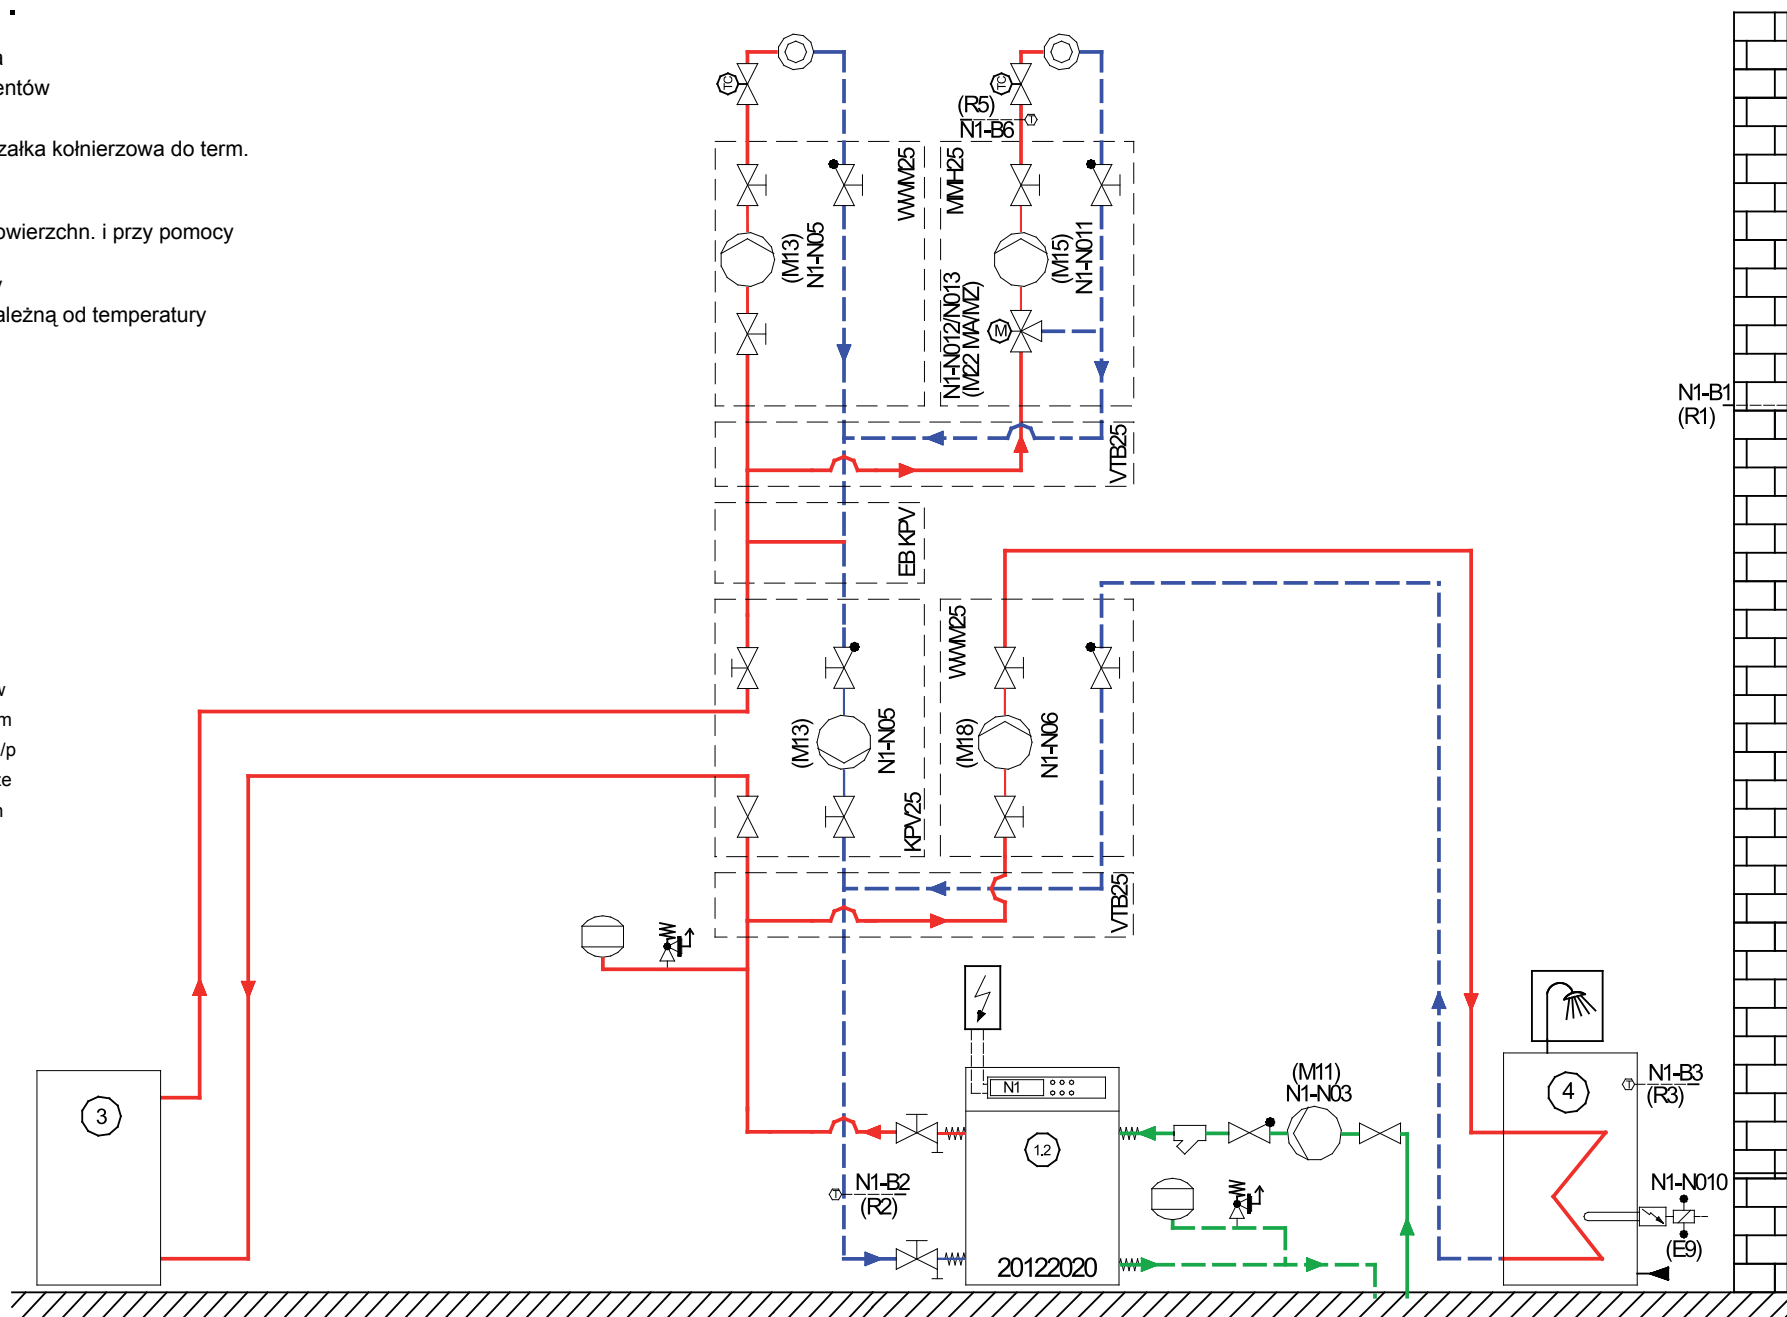 entów
załka kołnierzowa do term.
owierzchn. i przy pomocy
ależną od temperatury
w
m
/p
te
TC
TC
(R5)
N1-B6
T
WWM25
MMH25
(M13)
N1-N05
(M15)
N1-N011
N1-N012/N013
(M22 MA/MZ)
M
N1-B1
(R1)
VTB25
EB KPV
WWM25
(M13)
N1-N05
(M18)
N1-N06
KPV25
VTB25
3
N1
1.2
(M11)
N1-N03
4
T
N1-B3
(R3)
T
N1-B2
(R2)
N1-N010
(E9)
20122020